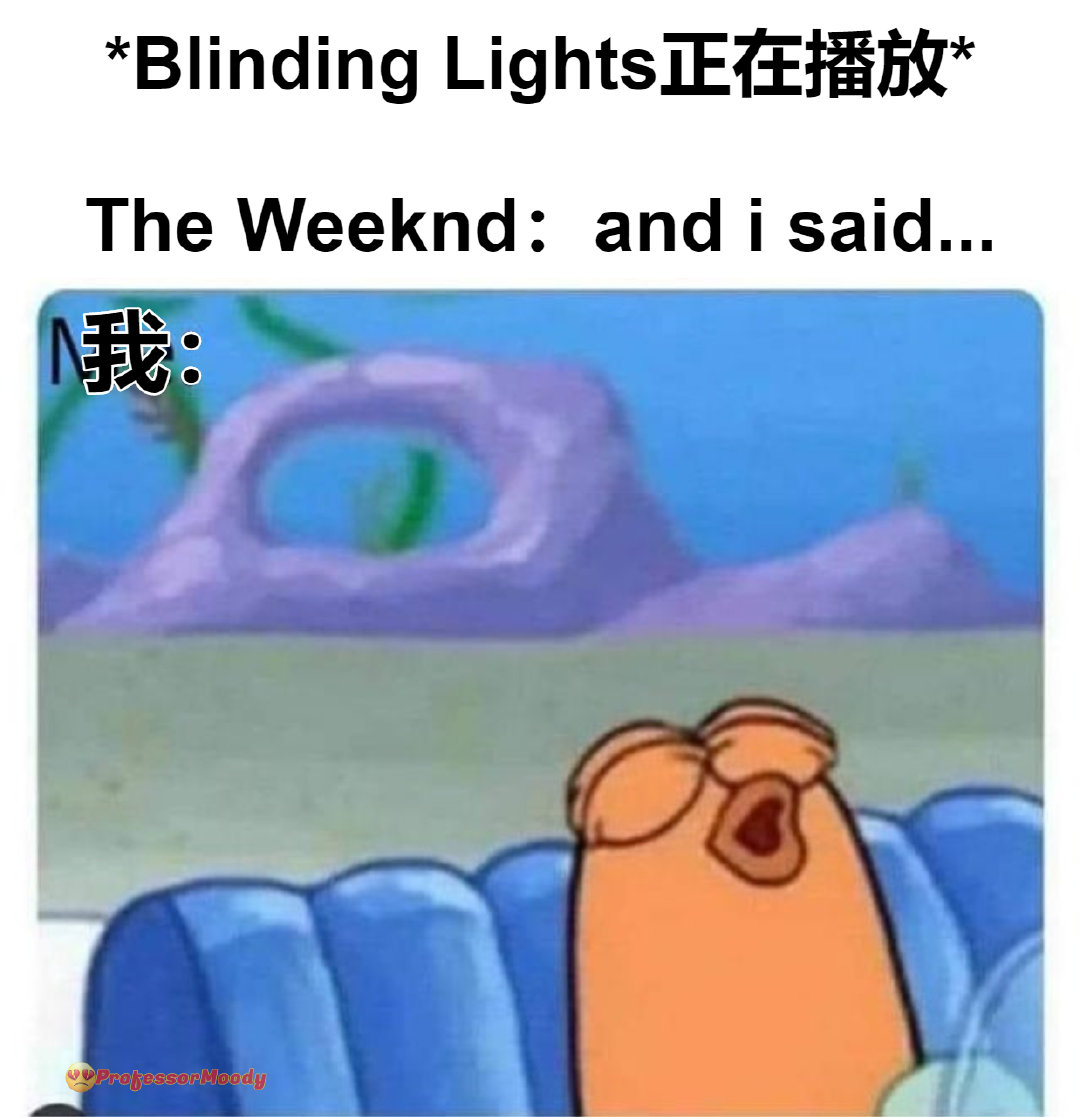 *Blinding Lights正在播放*
The Weeknd：and i said...
我：
ProfessorMoody